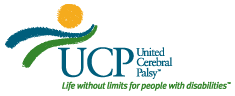 UCP United Cerebral Palsy™
Life without limits for people with disabilities™